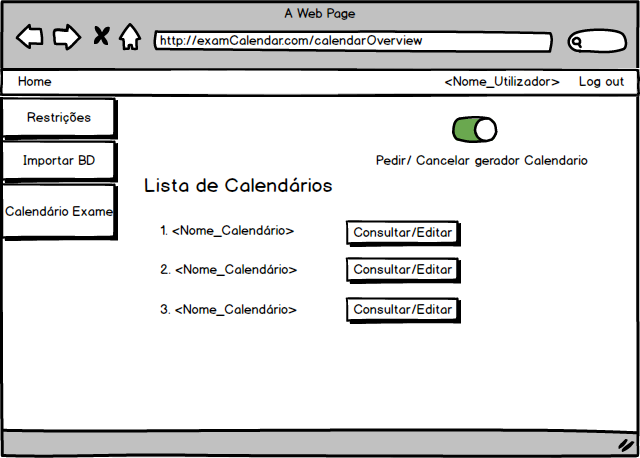 A Web Page
http://examCalendar.com/calendarOverview
Home
<Nome_Utilizador> Log out
Restrições
Importar BD
Calendário Exame
Pedir/ Cancelar gerador Calendario
Lista de Calendários
1. <Nome_Calendário> Consultar/Editar
2. <Nome_Calendário> Consultar/Editar
3. <Nome_Calendário> Consultar/Editar